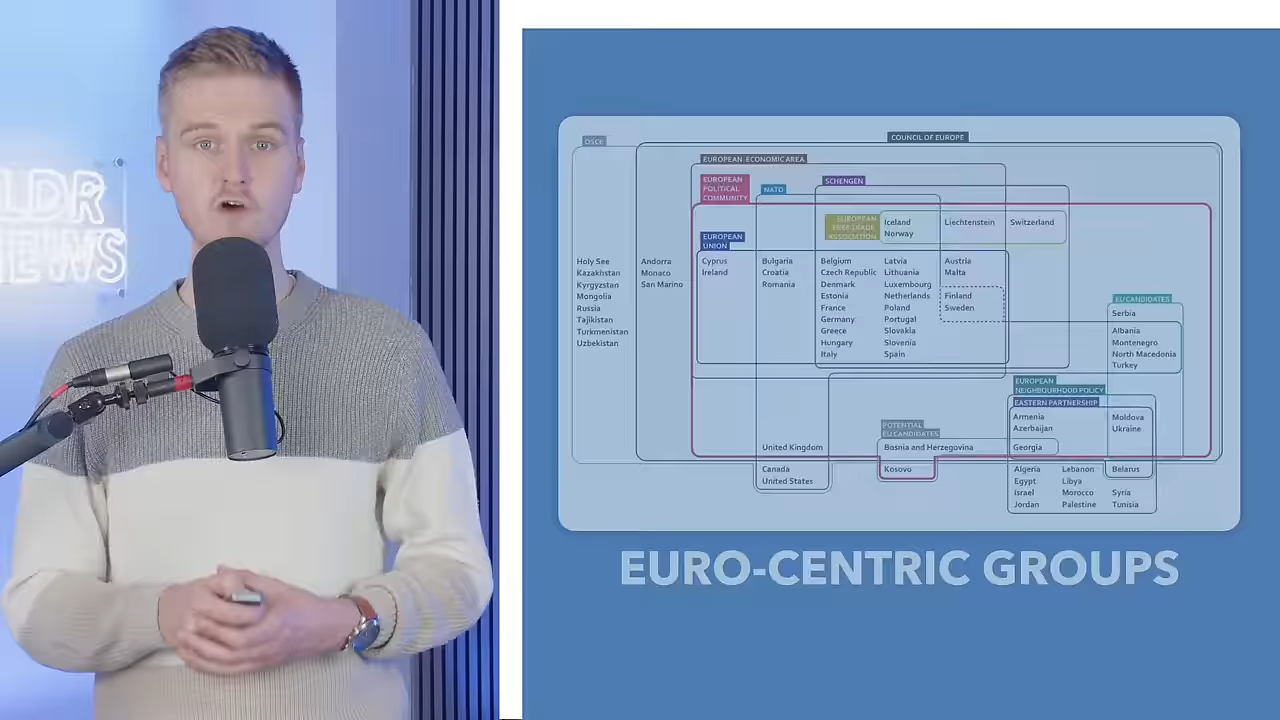 LDR
NEWS
OSCE
COUNCIL OF EUROPE
EUROPEAN ECONOMIC AREA
EUROPEAN
POLITICAL
COMMUNITY
NATO
SCHENGEN
EUROPEAN
FREE TRADE
ASSOCIATION
Iceland
Norway
Liechtenstein
Switzerland
EUROPEAN
UNION
Holy See
Kazakhstan
Kyrgyzstan
Mongolia
Russia
Tajikistan
Turkmenistan
Uzbekistan
Andorra
Monaco
San Marino
Cyprus
Ireland
Bulgaria
Croatia
Romania
Belgium
Czech Republic
Denmark
Estonia
France
Germany
Greece
Hungary
Italy
Latvia
Lithuania
Luxembourg
Netherlands
Poland
Portugal
Slovakia
Slovenia
Spain
Austria
Malta
Finland
Sweden
EU CANDIDATES
Serbia
Albania
Montenegro
North Macedonia
Turkey
EUROPEAN
NEIGHBOURHOOD POLICY
EASTERN PARTNERSHIP
Armenia
Azerbaijan
Georgia
Moldova
Ukraine
POTENTIAL
EU CANDIDATES
Bosnia and Herzegovina
Kosovo
United Kingdom
Canada
United States
Algeria
Egypt
Israel
Jordan
Lebanon
Libya
Morocco
Palestine
Belarus
Syria
Tunisia
EURO-CENTRIC GROUPS